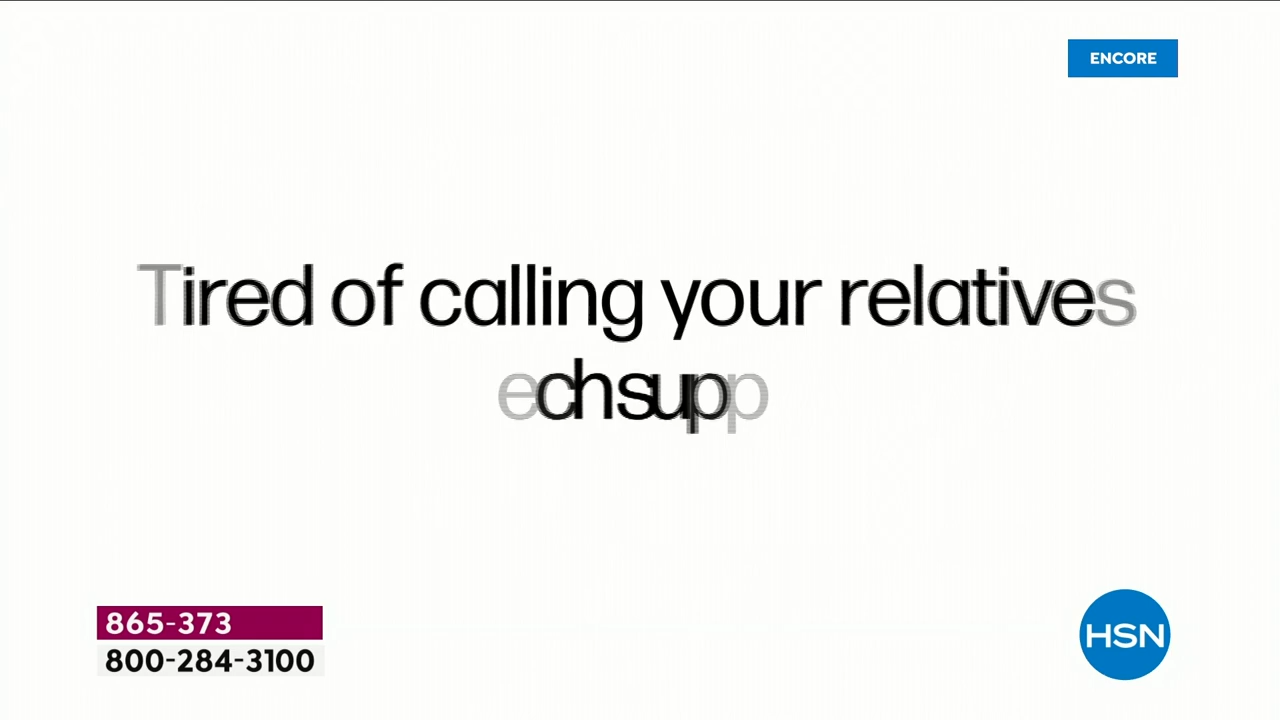 ENCORE
Tired of calling your relatives
echsupp
865-373
800-284-3100
HSN